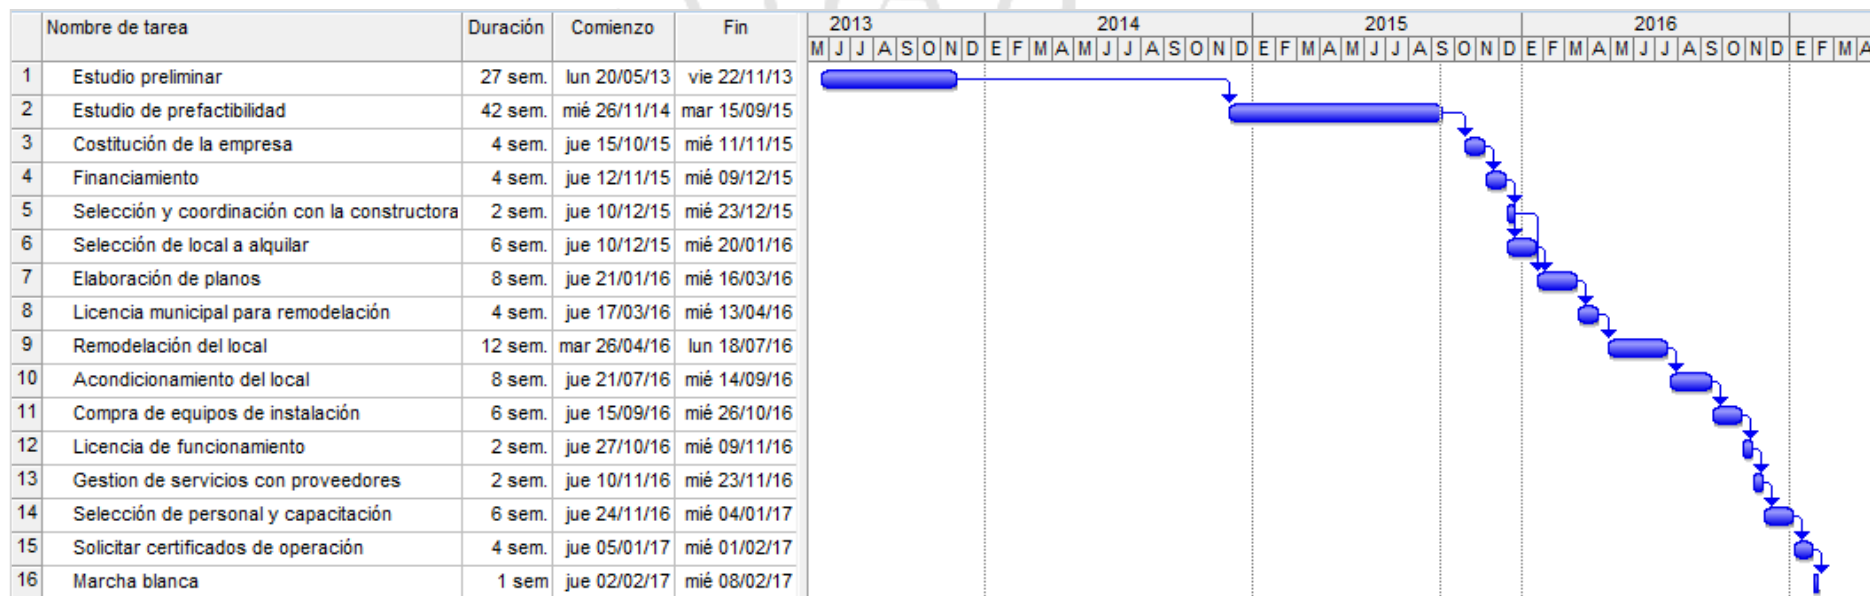 Nombre de tarea Duración Comienzo Fin 2013 2014 2015 2016
M J J A S O N D E F M A M J J A S O N D E F M A M J J A S O N D E F M A M J J A S O N D E F M A
1 Estudio preliminar 27 sem. lun 20/05/13 vie 22/11/13
2 Estudio de prefactibilidad 42 sem. mié 26/11/14 mar 15/09/15
3 Costitución de la empresa 4 sem. jue 15/10/15 mié 11/11/15
4 Financiamiento 4 sem. jue 12/11/15 mié 09/12/15
5 Selección y coordinación con la constructora 2 sem. jue 10/12/15 mié 23/12/15
6 Selección de local a alquilar 6 sem. jue 10/12/15 mié 20/01/16
7 Elaboración de planos 8 sem. jue 21/01/16 mié 16/03/16
8 Licencia municipal para remodelación 4 sem. jue 17/03/16 mié 13/04/16
9 Remodelación del local 12 sem. mar 26/04/16 lun 18/07/16
10 Acondicionamiento del local 8 sem. jue 21/07/16 mié 14/09/16
11 Compra de equipos de instalación 6 sem. jue 15/09/16 mié 26/10/16
12 Licencia de funcionamiento 2 sem. jue 27/10/16 mié 09/11/16
13 Gestion de servicios con proveedores 2 sem. jue 10/11/16 mié 23/11/16
14 Selección de personal y capacitación 6 sem. jue 24/11/16 mié 04/01/17
15 Solicitar certificados de operación 4 sem. jue 05/01/17 mié 01/02/17
16 Marcha blanca 1 sem jue 02/02/17 mié 08/02/17